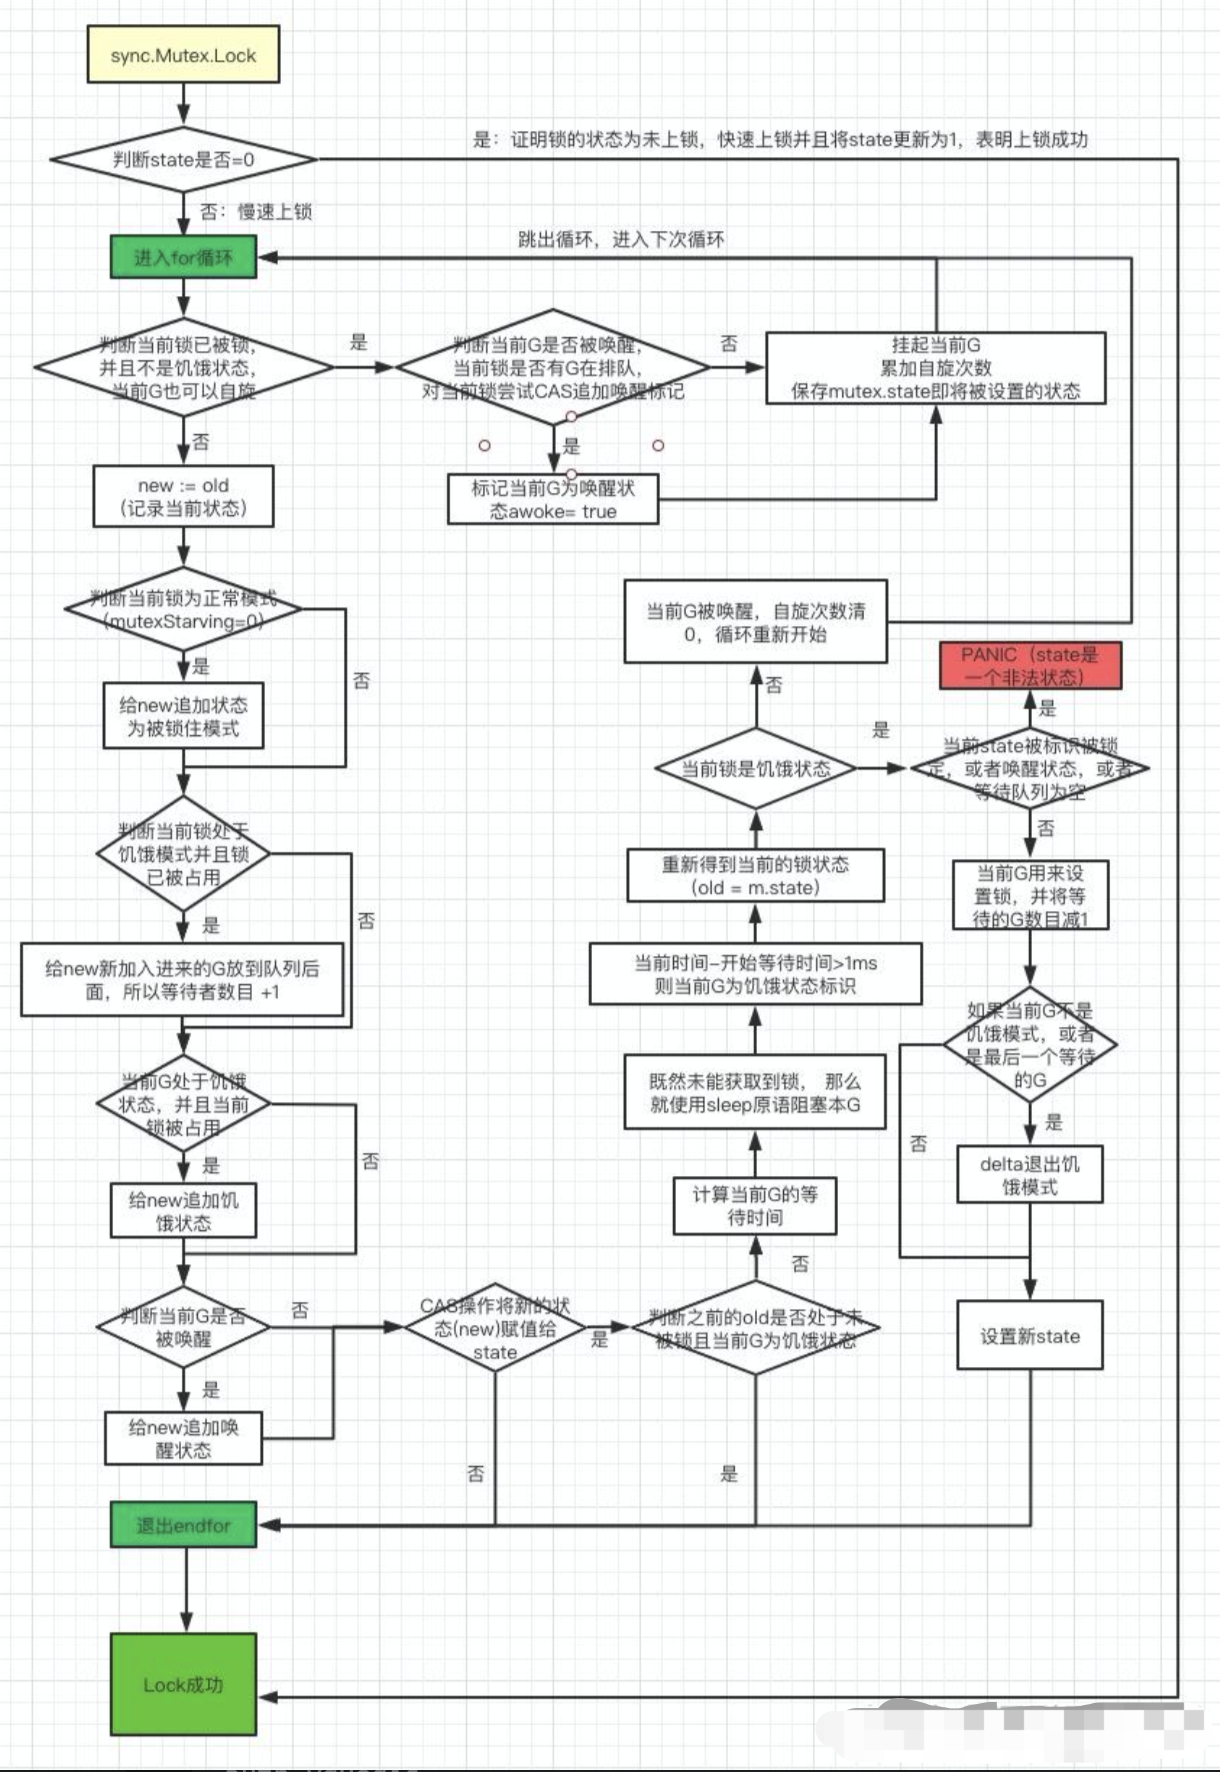 sync.Mutex.Lock
判断state是否=0
是：证明锁的状态为未上锁，快速上锁并且将state更新为1，表明上锁成功
否：慢速上锁
进入for循环
跳出循环，进入下次循环
判断当前锁已被锁，
并且不是饥饿状态，
当前G也可以自旋
是
判断当前G是否被唤醒，
当前锁是否有G在排队，
对当前锁尝试CAS追加唤醒标记
否
挂起当前G
累加自旋次数
保存mutex.state即将被设置的状态
否
是
new := old
（记录当前状态）
标记当前G为唤醒状
态awoke= true
判断当前锁为正常模式
（mutexStarving=0）
是
否
给new追加状态
为被锁住模式
当前G被唤醒，自旋次数清
0，循环重新开始
PANIC（state是
一个非法状态）
否
是
当前锁是饥饿状态
是
当前state被标识被锁
定，或者唤醒状态，或者
等待队列为空
否
判断当前锁处于
饥饿模式并且锁
已被占用
是
否
重新得到当前的锁状态
（old = m.state）
当前G用来设
置锁，并将等
待的G数目减1
给new新加入进来的G放到队列后
面，所以等待者数目 +1
当前时间-开始等待时间>1ms
则当前G为饥饿状态标识
如果当前G不是
饥饿模式，或者
是最后一个等待
的G
当前G处于饥饿
状态，并且当前
锁被占用
是
否
既然未能获取到锁， 那么
就使用sleep原语阻塞本G
是
否
给new追加饥
饿状态
计算当前G的等
待时间
delta退出饥
饿模式
判断当前G是否
被唤醒
否
是
CAS操作将新的状
态(new)赋值给
state
是
否
判断之前的old是否处于未
被锁且当前G为饥饿状态
否
是
设置新state
给new追加唤
醒状态
退出endfor
Lock成功